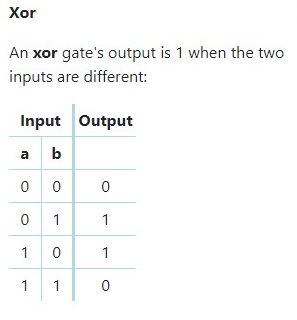 Xor
An xor gate's output is 1 when the two
inputs are different:
Input Output
a b
0 0 0
0 1 1
1 0 1
1 1 0